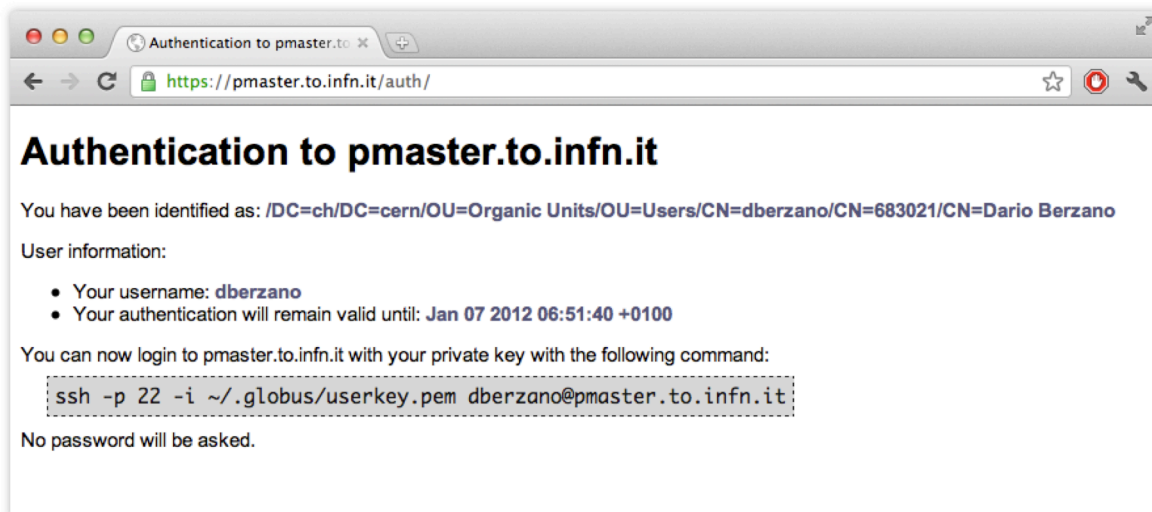 Authentication to pmaster.to
https://pmaster.to.infn.it/auth/
Authentication to pmaster.to.infn.it
You have been identified as: /DC=ch/DC=cern/OU=Organic Units/OU=Users/CN=dberzano/CN=683021/CN=Dario Berzano
User information:
• Your username: dberzano
• Your authentication will remain valid until: Jan 07 2012 06:51:40 +0100
You can now login to pmaster.to.infn.it with your private key with the following command:
ssh -p 22 -i ~/.globus/userkey.pem dberzano@pmaster.to.infn.it
No password will be asked.